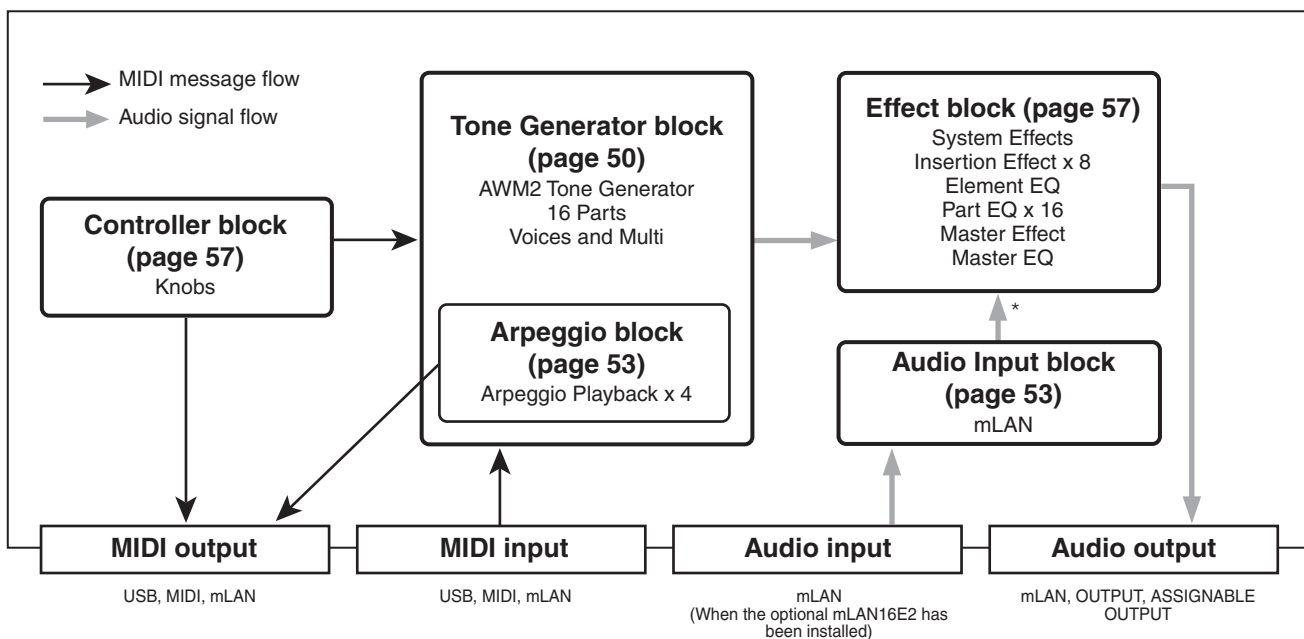 MIDI message flow
Audio signal flow
Controller block
(page 57)
Knobs
Tone Generator block
(page 50)
AWM2 Tone Generator
16 Parts
Voices and Multi
Arpeggio block
(page 53)
Arpeggio Playback x 4
Effect block (page 57)
System Effects
Insertion Effect x 8
Element EQ
Part EQ x 16
Master Effect
Master EQ
*
Audio Input block
(page 53)
mLAN
MIDI output
USB, MIDI, mLAN
MIDI input
USB, MIDI, mLAN
Audio input
mLAN
(When the optional mLAN16E2 has
been installed)
Audio output
mLAN, OUTPUT, ASSIGNABLE
OUTPUT